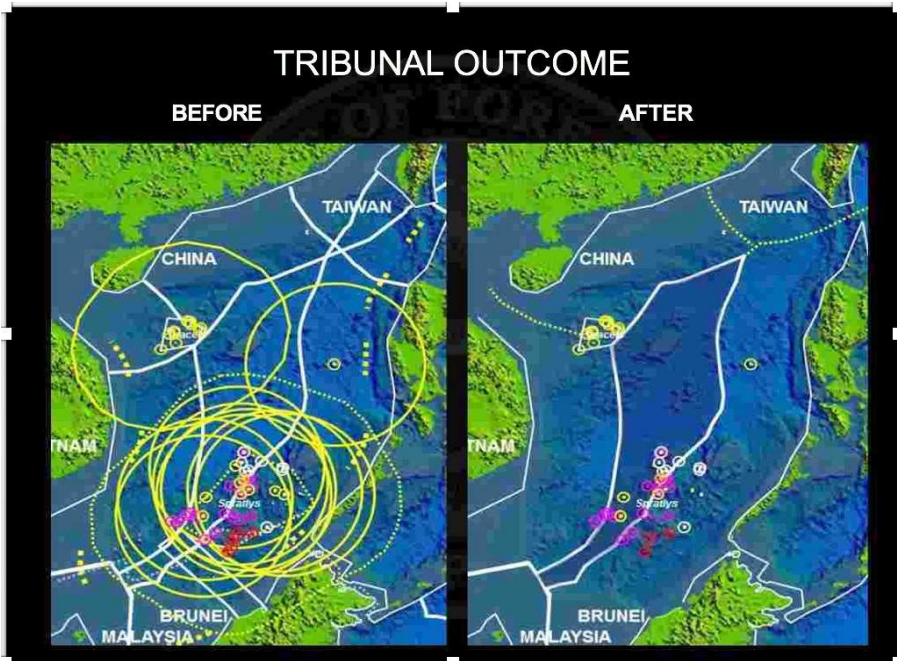 TRIBUNAL OUTCOME
BEFORE
AFTER
TAIWAN
CHINA
TNAM
Spratlys
BRUNEI
MALAYSIA
TAIWAN
CHINA
TNAM
Spratlys
BRUNEI
MALAYSIA